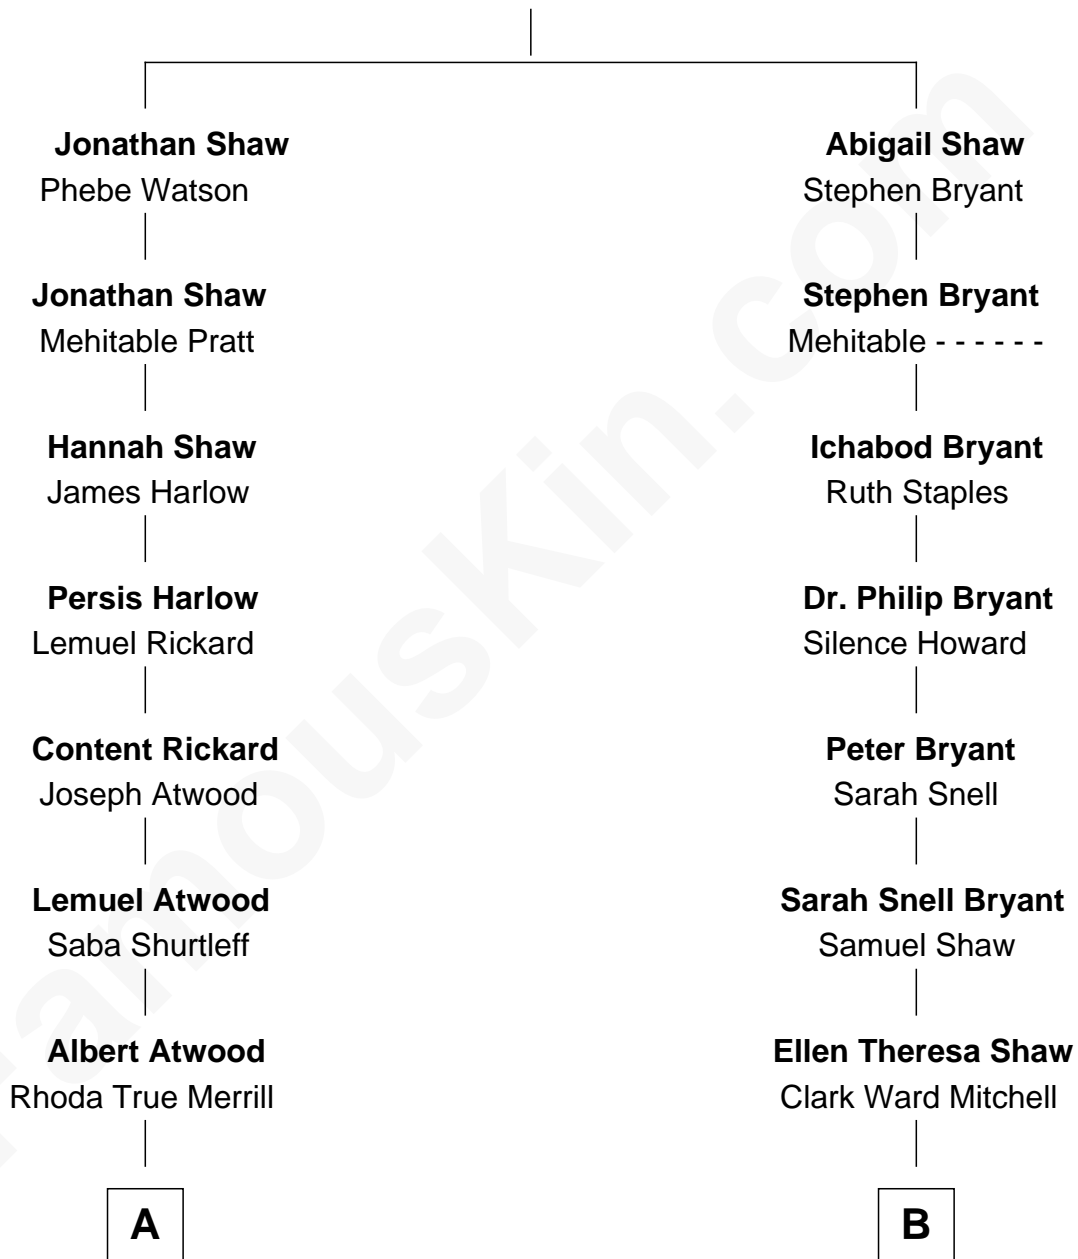 Jonathan Shaw
Phebe Watson
Jonathan Shaw
Mehitable Pratt
Hannah Shaw
James Harlow
Persis Harlow
Lemuel Rickard
Content Rickard
Joseph Atwood
Lemuel Atwood
Saba Shurtleff
Albert Atwood
Rhoda True Merrill
A
Abigail Shaw
Stephen Bryant
Stephen Bryant
Mehitable - - - - - -
Ichabod Bryant
Ruth Staples
Dr. Philip Bryant
Silence Howard
Peter Bryant
Sarah Snell
Sarah Snell Bryant
Samuel Shaw
Ellen Theresa Shaw
Clark Ward Mitchell
B
FamousKin.com